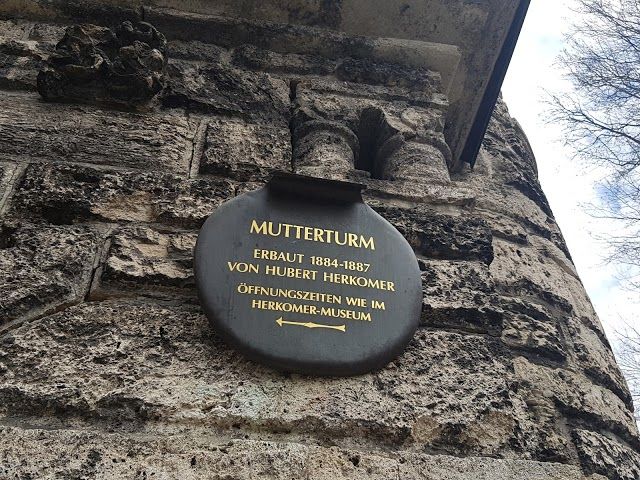 MUTTERTURM
ERBAUT 1884-1887
VON HUBERT HERKOMER
ÖFFNUNGSZEITEN WIE IM
HERKOMER-MUSEUM